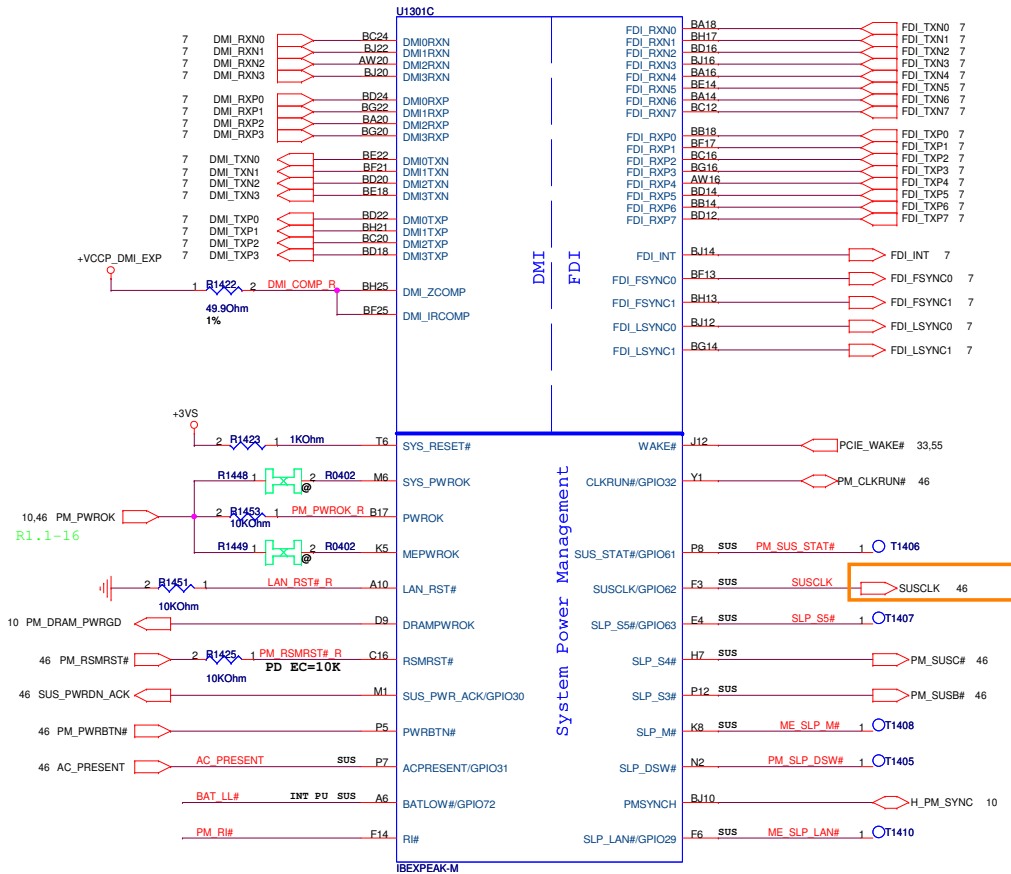 U1301C
7 DMI_RXN0 BC24 DMI0RXN
7 DMI_RXN1 BJ22 DMI1RXN
7 DMI_RXN2 AW20 DMI2RXN
7 DMI_RXN3 BJ20 DMI3RXN
7 DMI_RXP0 BD24 DMI0RXP
7 DMI_RXP1 BG22 DMI1RXP
7 DMI_RXP2 BA20 DMI2RXP
7 DMI_RXP3 BG20 DMI3RXP
7 DMI_TXN0 BE22 DMI0TXN
7 DMI_TXN1 BF21 DMI1TXN
7 DMI_TXN2 BD20 DMI2TXN
7 DMI_TXN3 BE18 DMI3TXN
7 DMI_TXP0 BD22 DMI0TXP
7 DMI_TXP1 BH21 DMI1TXP
7 DMI_TXP2 BC20 DMI2TXP
7 DMI_TXP3 BD18 DMI3TXP
+VCCP_DMI_EXP
1 R1422 2 DMI_COMP_R BH25 DMI_ZCOMP
49.9Ohm
1%
BF25 DMI_IRCOMP
DMI
FDI
FDI_RXN0 BA18 FDI_TXN0 7
FDI_RXN1 BH17 FDI_TXN1 7
FDI_RXN2 BD16 FDI_TXN2 7
FDI_RXN3 BJ16 FDI_TXN3 7
FDI_RXN4 BA16 FDI_TXN4 7
FDI_RXN5 BE14 FDI_TXN5 7
FDI_RXN6 BA14 FDI_TXN6 7
FDI_RXN7 BC12 FDI_TXN7 7
FDI_RXP0 BB18 FDI_TXP0 7
FDI_RXP1 BF17 FDI_TXP1 7
FDI_RXP2 BC16 FDI_TXP2 7
FDI_RXP3 BG16 FDI_TXP3 7
FDI_RXP4 AW16 FDI_TXP4 7
FDI_RXP5 BD14 FDI_TXP5 7
FDI_RXP6 BB14 FDI_TXP6 7
FDI_RXP7 BD12 FDI_TXP7 7
FDI_INT BJ14 FDI_INT 7
FDI_FSYNC0 BF13 FDI_FSYNC0 7
FDI_FSYNC1 BH13 FDI_FSYNC1 7
FDI_LSYNC0 BJ12 FDI_LSYNC0 7
FDI_LSYNC1 BG14 FDI_LSYNC1 7
+3VS
2 R1423 1 1KOhm T6 SYS_RESET#
R1448 1 2 R0402 M6 SYS_PWROK
@
10,46 PM_PWROK 2 R1453 1 PM_PWROK_R B17 PWROK
10KOhm
R1.1-16
R1449 1 2 R0402 K5 MEPWROK
@
2 R1451 1 LAN_RST#_R A10 LAN_RST#
10KOhm
10 PM_DRAM_PWRGD D9 DRAMPWROK
46 PM_RSMRST# 2 R1425 1 PM_RSMRST#_R C16 RSMRST#
10KOhm PD EC=10K
46 SUS_PWRDN_ACK M1 SUS_PWR_ACK/GPIO30
46 PM_PWRBTN# P5 PWRBTN#
46 AC_PRESENT AC_PRESENT SUS P7 ACPRESENT/GPIO31
BAT_LL# INT PU SUS A6 BATLOW#/GPIO72
PM_RI# F14 RI#
System Power Management
WAKE# J12 PCIE_WAKE# 33,55
CLKRUN#/GPIO32 Y1 PM_CLKRUN# 46
SUS_STAT#/GPIO61 P8 SUS PM_SUS_STAT# 1 T1406
SUSCLK/GPIO62 F3 SUS SUSCLK SUSCLK 46
SLP_S5#/GPIO63 E4 SUS SLP_S5# 1 T1407
SLP_S4# H7 SUS PM_SUSC# 46
SLP_S3# P12 SUS PM_SUSB# 46
SLP_M# K8 SUS ME_SLP_M# 1 T1408
SLP_DSW# N2 PM_SLP_DSW# 1 T1405
PMSYNCH BJ10 H_PM_SYNC 10
SLP_LAN#/GPIO29 F6 SUS ME_SLP_LAN# 1 T1410
IBEXPEAK-M